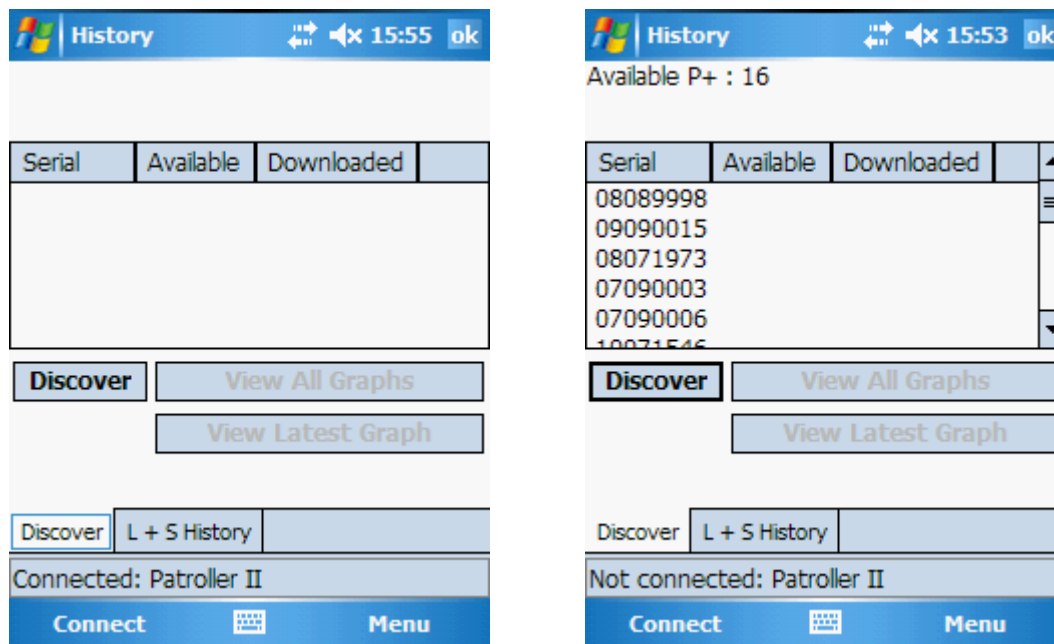 History 15:55 ok
Serial Available Downloaded
Discover View All Graphs
View Latest Graph
Discover L + S History
Connected: Patroller II
Connect Menu
History 15:53 ok
Available P+ : 16
Serial Available Downloaded
08089998
09090015
08071973
07090003
07090006
Discover View All Graphs
View Latest Graph
Discover L + S History
Not connected: Patroller II
Connect Menu